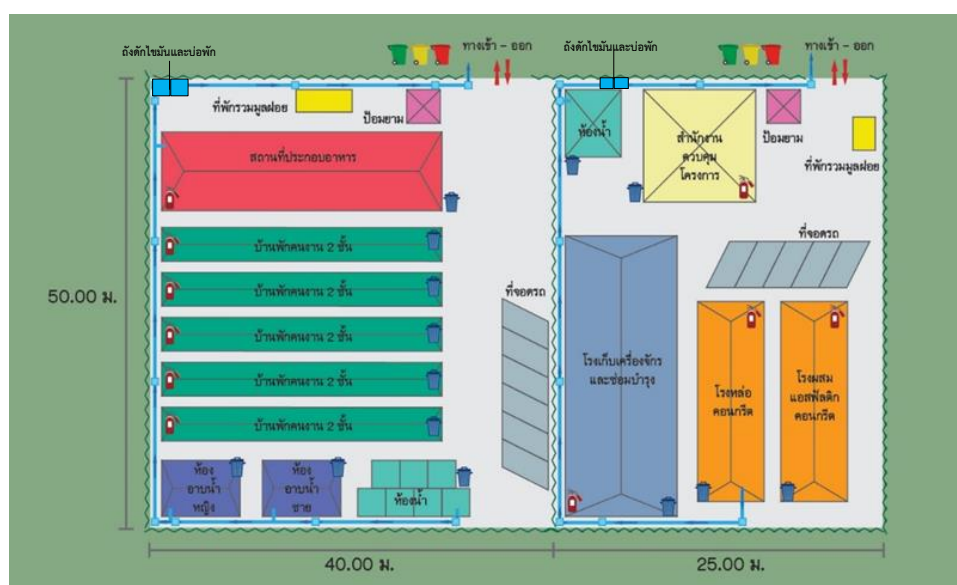 ถังดักไขมันและบ่อพัก
ทางเข้า – ออก
ถังดักไขมันและบ่อพัก
ทางเข้า – ออก
ที่พักรวมมูลฝอย
ป้อมยาม
สถานที่ประกอบอาหาร
บ้านพักคนงาน 2 ชั้น
บ้านพักคนงาน 2 ชั้น
บ้านพักคนงาน 2 ชั้น
บ้านพักคนงาน 2 ชั้น
บ้านพักคนงาน 2 ชั้น
ห้อง
อาบน้ำ
หญิง
ห้อง
อาบน้ำ
ชาย
ห้องน้ำ
ที่จอดรถ
50.00 ม.
40.00 ม.
ห้องน้ำ
สำนักงาน
ควบคุม
โครงการ
ป้อมยาม
ที่พักรวมมูลฝอย
ที่จอดรถ
โรงเก็บเครื่องจักร
และซ่อมบำรุง
โรงหล่อ
คอนกรีต
โรงผสม
แอสฟัลติก
คอนกรีต
25.00 ม.